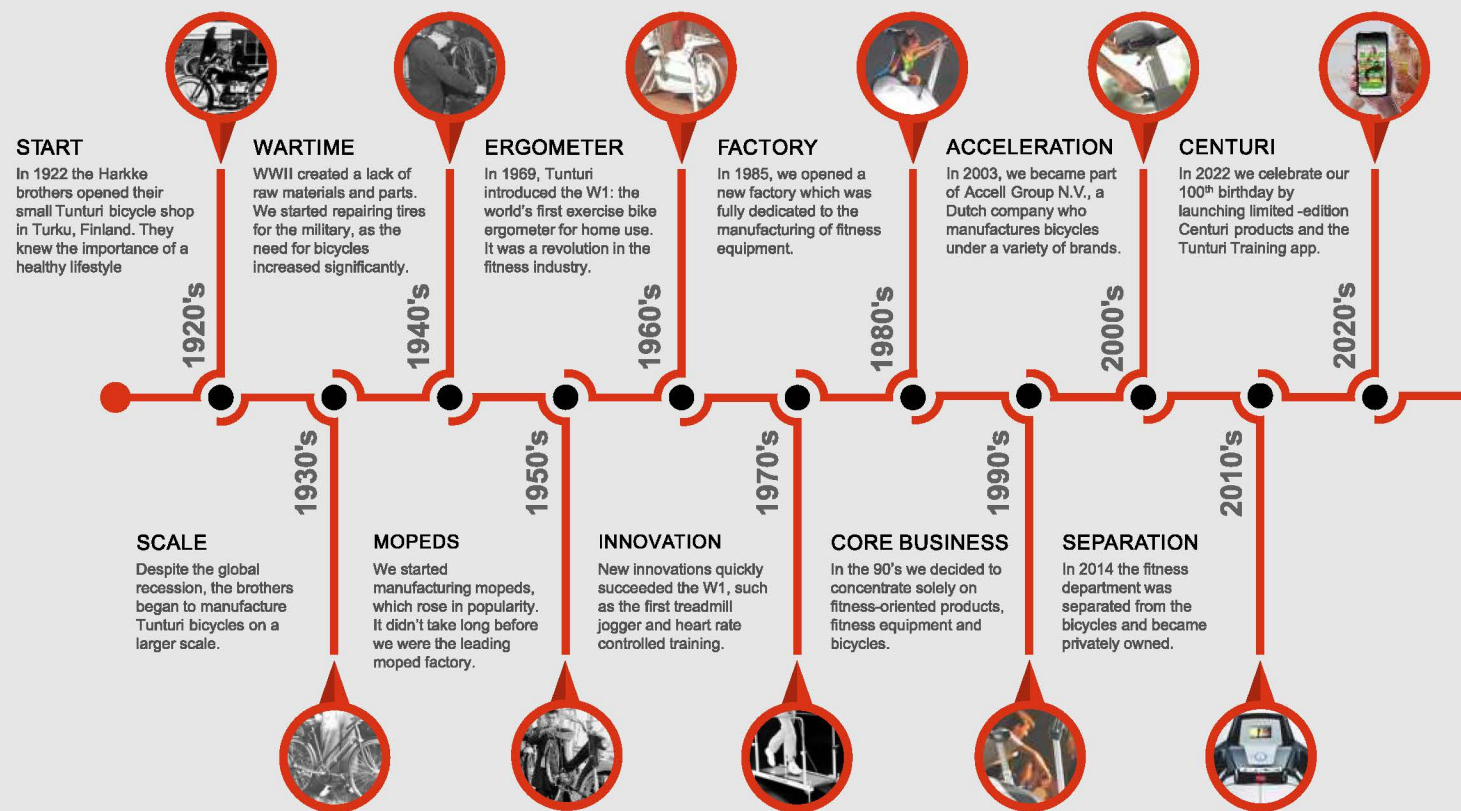 START
In 1922 the Harkke
brothers opened their
small Tunturi bicycle shop
in Turku, Finland. They
knew the importance of a
healthy lifestyle
1920's
WARTIME
WWII created a lack of
raw materials and parts.
We started repairing tires
for the military, as the
need for bicycles
increased significantly.
1940's
ERGOMETER
In 1969, Tunturi
introduced the W1: the
world's first exercise bike
ergometer for home use.
It was a revolution in the
fitness industry.
1960's
FACTORY
In 1985, we opened a
new factory which was
fully dedicated to the
manufacturing of fitness
equipment.
1980's
ACCELERATION
In 2003, we became part
of Accell Group N.V., a
Dutch company who
manufactures bicycles
under a variety of brands.
2000's
CENTURI
In 2022 we celebrate our
100th birthday by
launching limited -edition
Centuri products and the
Tunturi Training app.
2020's
1930's
SCALE
Despite the global
recession, the brothers
began to manufacture
Tunturi bicycles on a
larger scale.
1950's
MOPEDS
We started
manufacturing mopeds,
which rose in popularity.
It didn't take long before
we were the leading
moped factory.
1970's
INNOVATION
New innovations quickly
succeeded the W1, such
as the first treadmill
jogger and heart rate
controlled training.
1990's
CORE BUSINESS
In the 90's we decided to
concentrate solely on
fitness-oriented products,
fitness equipment and
bicycles.
2010's
SEPARATION
In 2014 the fitness
department was
separated from the
bicycles and became
privately owned.